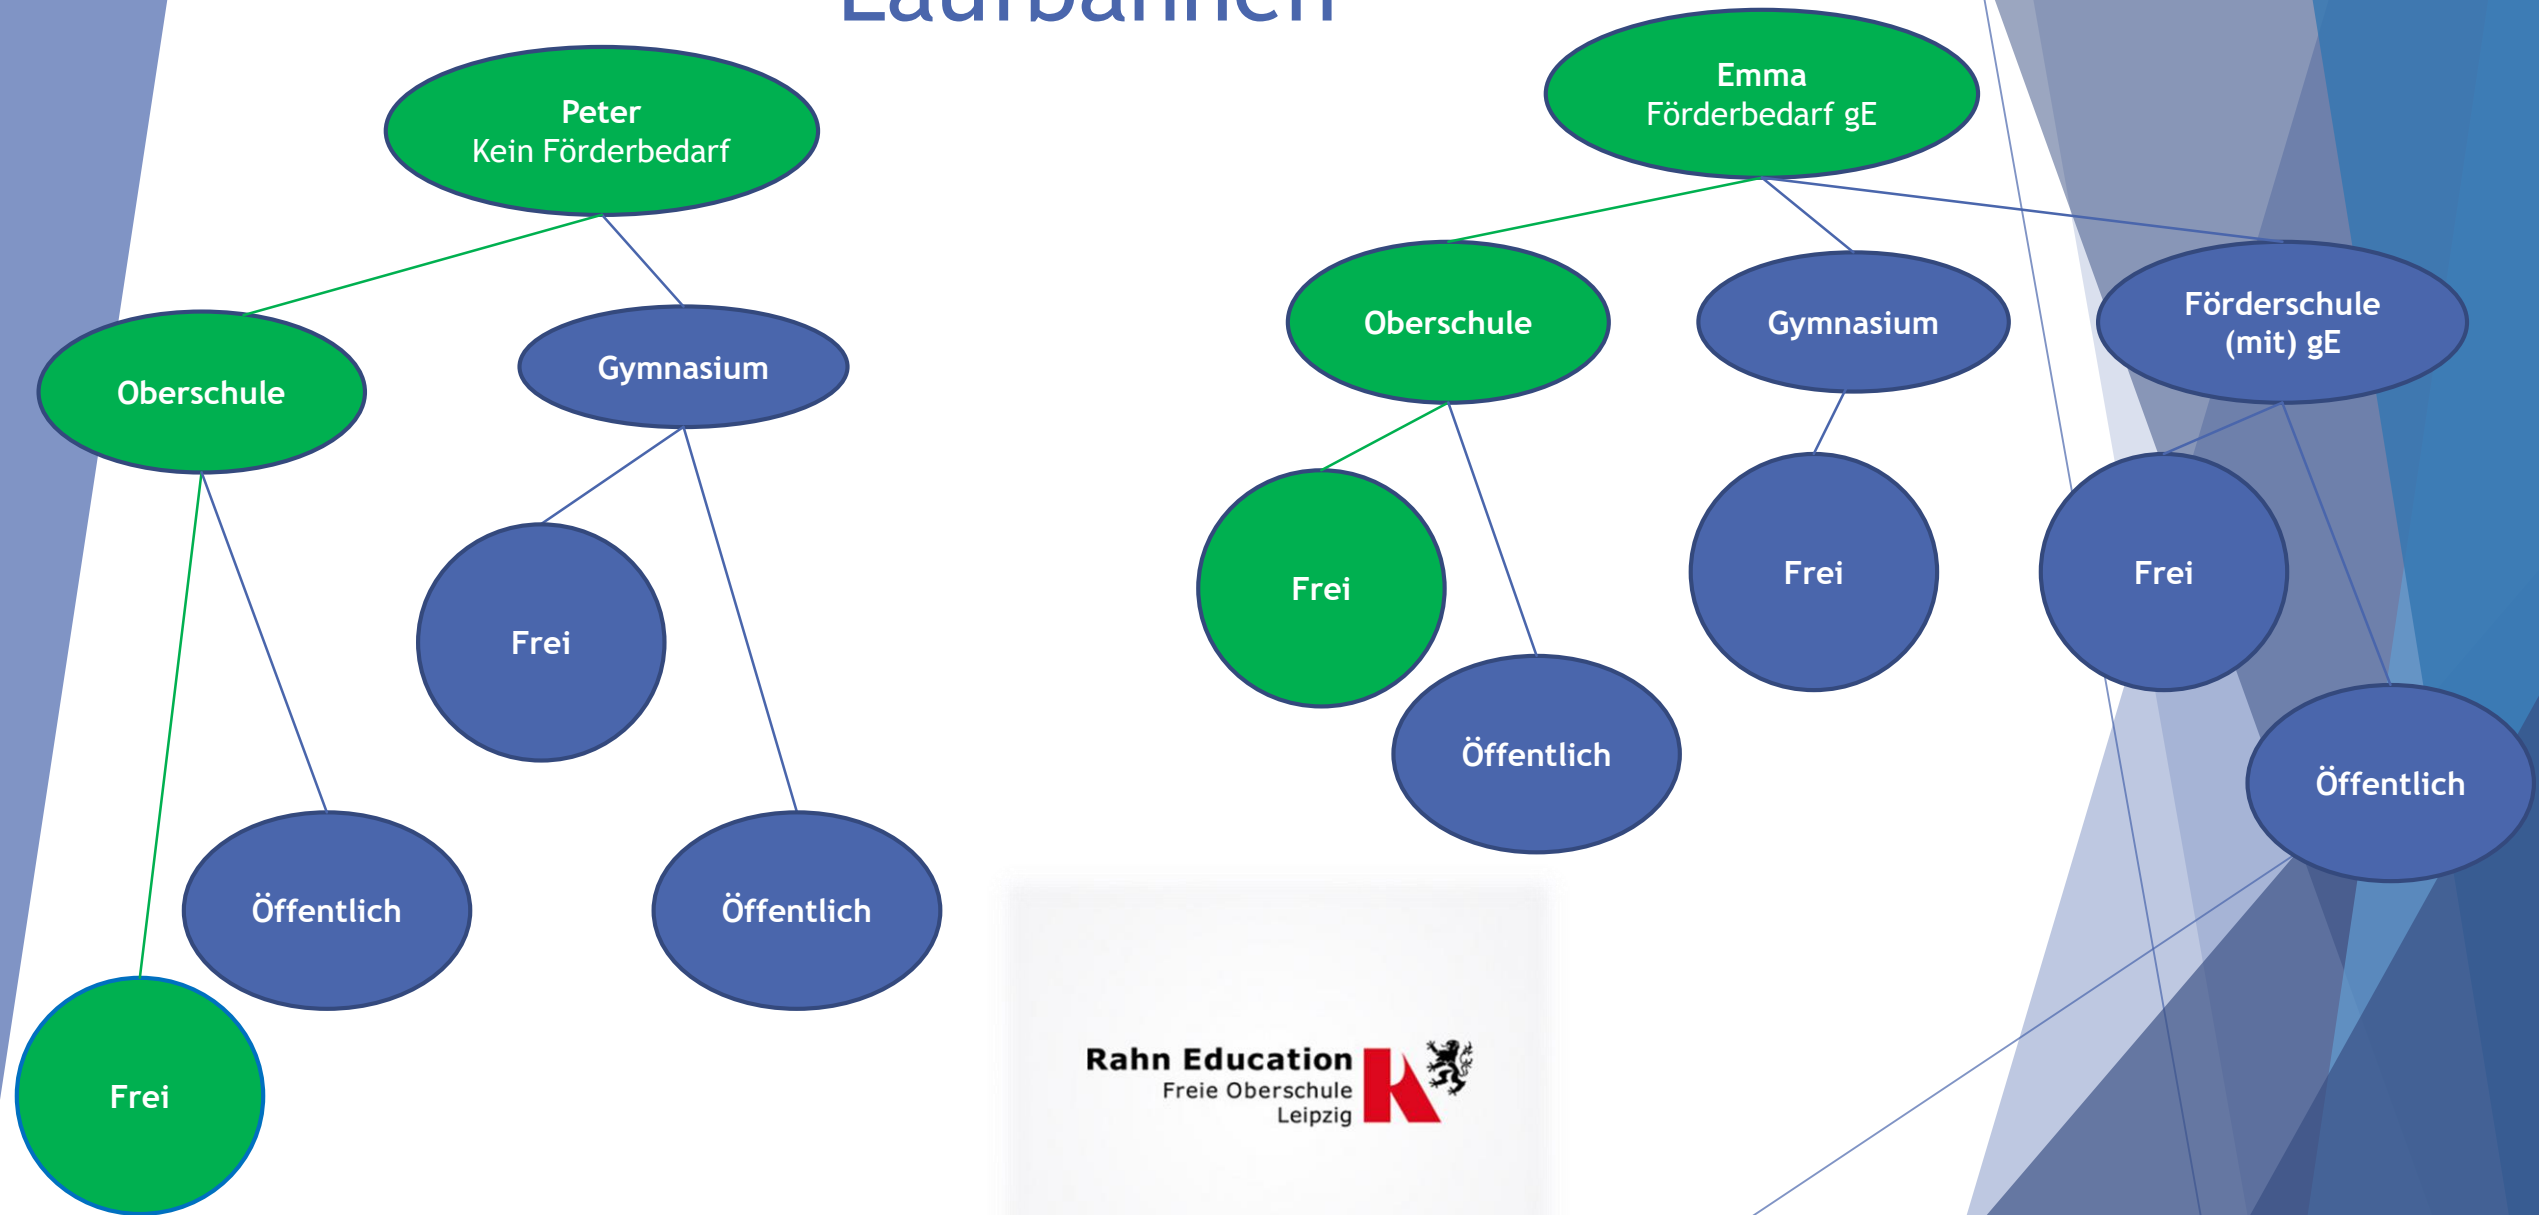 Laufbahnen
Peter
Kein Förderbedarf
Oberschule
Gymnasium
Frei
Öffentlich
Öffentlich
Frei
Emma
Förderbedarf gE
Oberschule
Gymnasium
Förderschule
(mit) gE
Frei
Frei
Frei
Öffentlich
Öffentlich
Rahn Education
Freie Oberschule
Leipzig